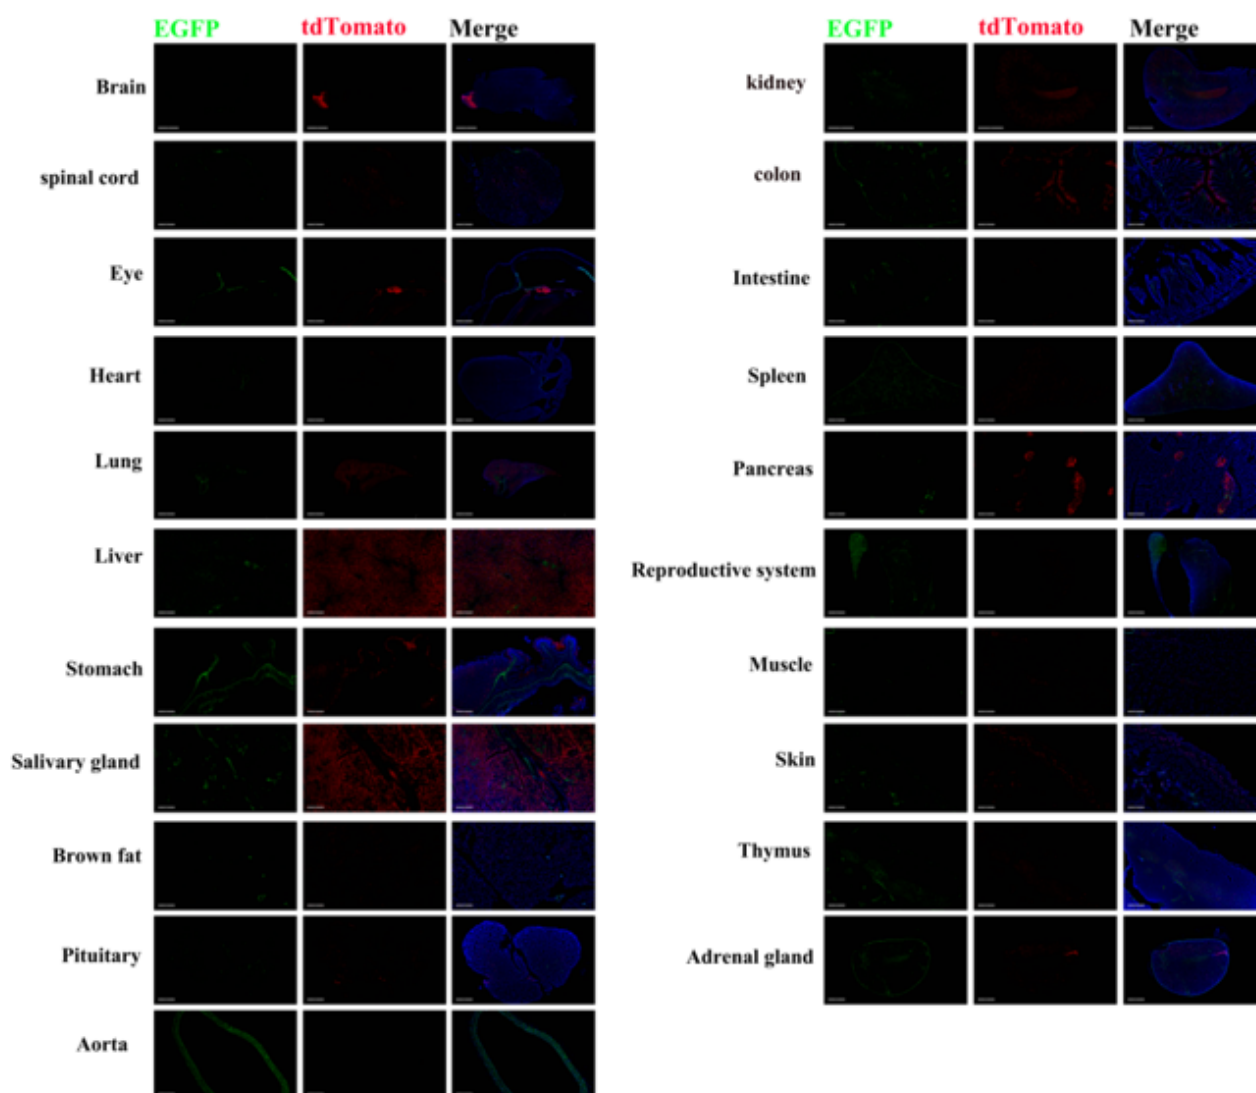 EGFP tdTomato Merge
Brain
spinal cord
Eye
Heart
Lung
Liver
Stomach
Salivary gland
Brown fat
Pituitary
Aorta
EGFP tdTomato Merge
kidney
colon
Intestine
Spleen
Pancreas
Reproductive system
Muscle
Skin
Thymus
Adrenal gland